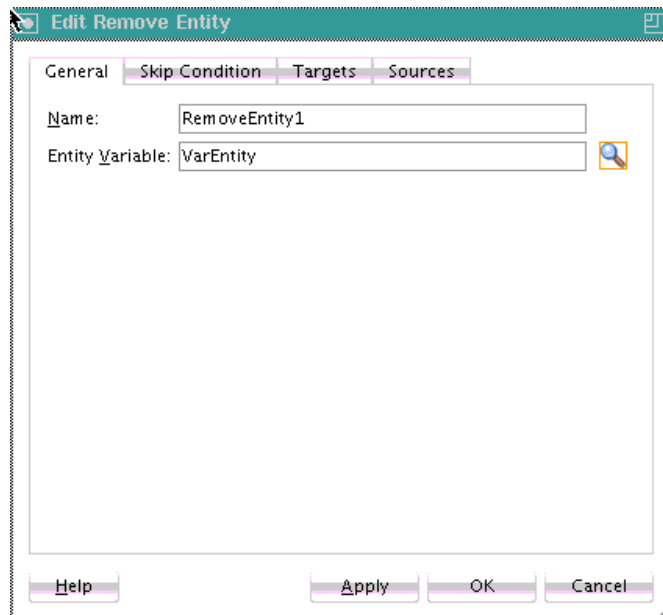 Edit Remove Entity
General Skip Condition Targets Sources
Name: RemoveEntity1
Entity Variable: VarEntity
Help Apply OK Cancel